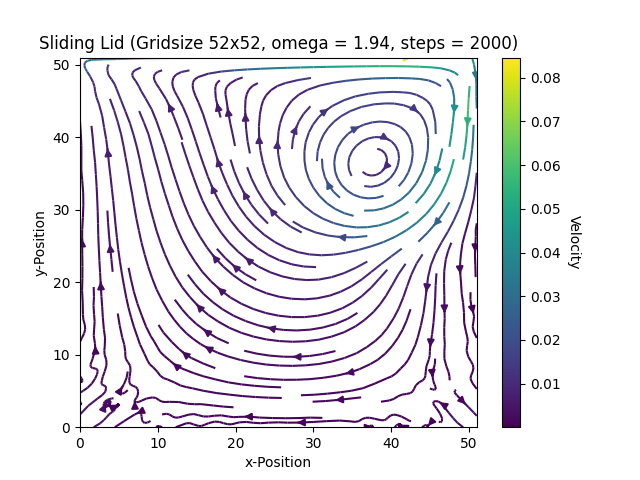 Sliding Lid (Gridsize 52x52, omega = 1.94, steps = 2000)
50
40
30
20
10
0
y-Position
0 10 20 30 40 50
x-Position
0.08
0.07
0.06
0.05
0.04
0.03
0.02
0.01
Velocity